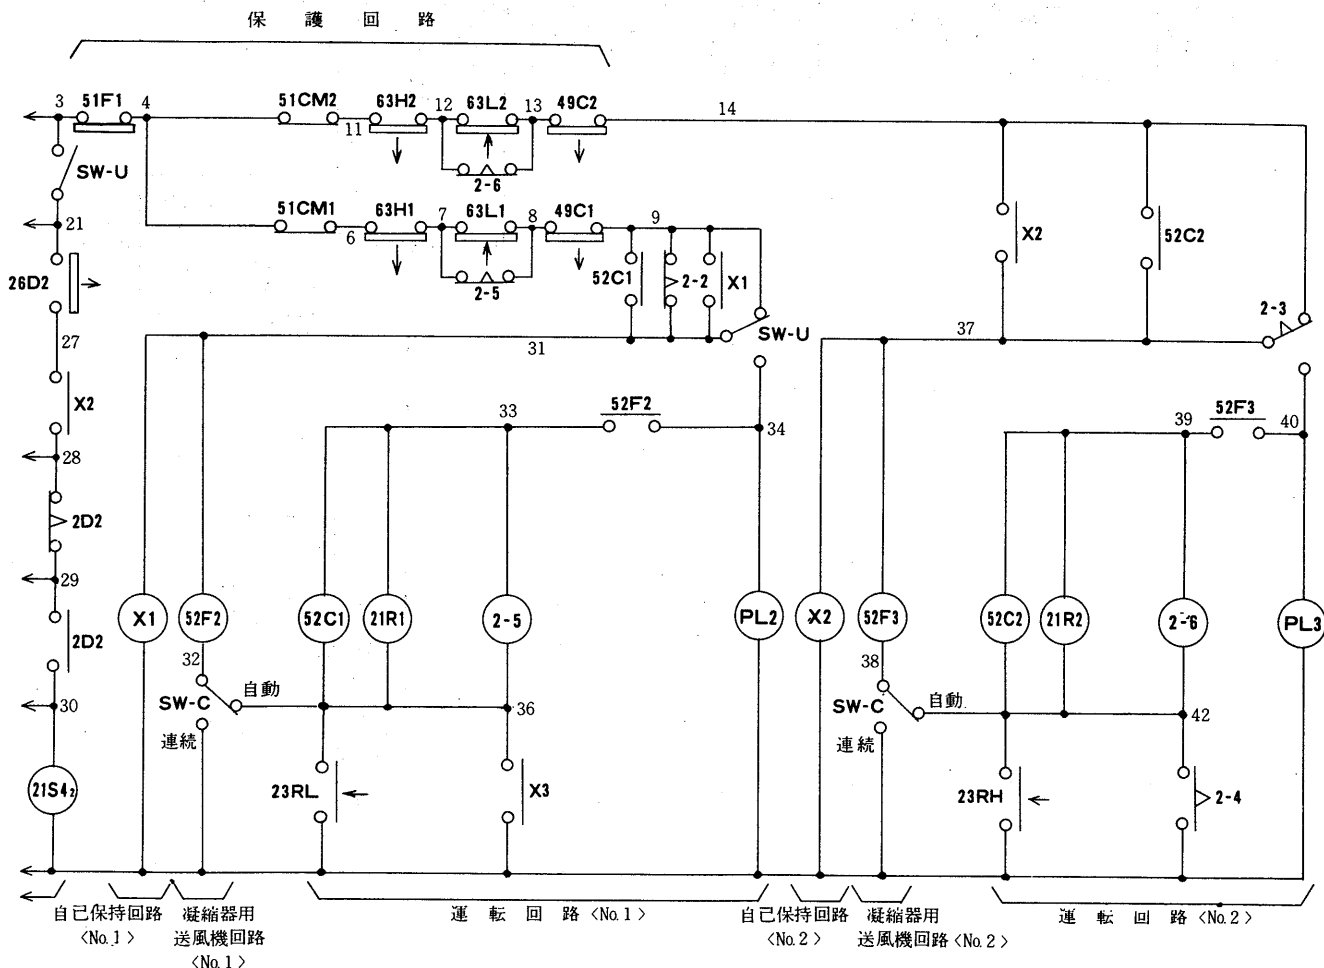 保 護 回 路
3 51F1 4 51CM2 11 63H2 12 63L2 13 49C2 14
SW-U
2-6
21 51CM1 6 63H1 7 63L1 8 49C1 9
X2 52C2
26D2 2-5 52C1 2-2 X1
2-3
27 31 SW-U 37
X2
33 52F2 34 39 52F3 40
28
2D2
29
X1 52F2 52C1 21R1 2-5 PL2 X2 52F3 52C2 21R2 2-6 PL3
2D2
32 38
SW-C 自動 36 SW-C 自動 42
30
連続 連続
21S4₂ 23RL X3 23RH 2-4
自己保持回路 凝縮器用 運 転 回 路〈No.1〉 自己保持回路 凝縮器用 運 転 回 路〈No.2〉
〈No.1〉 送風機回路 〈No.2〉 送風機回路〈No.2〉
〈No.1〉